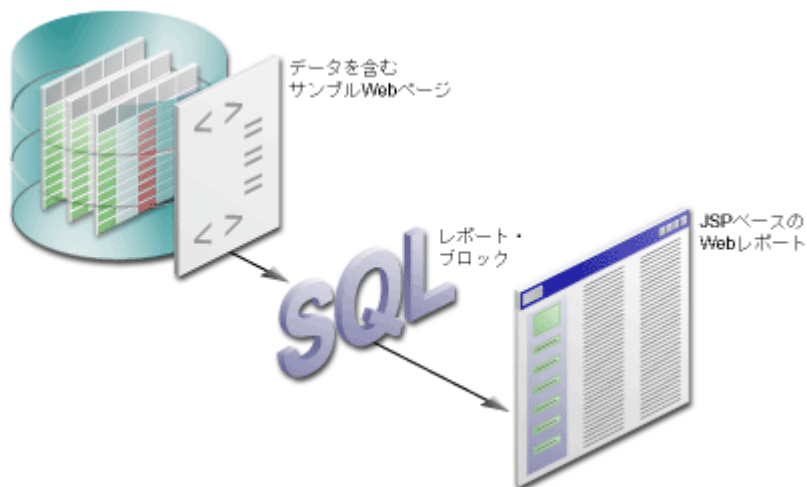 データを含む
サンプルWebページ
< >
=
=
=
< >
レポート・
ブロック
SQL
JSPベースの
Webレポート